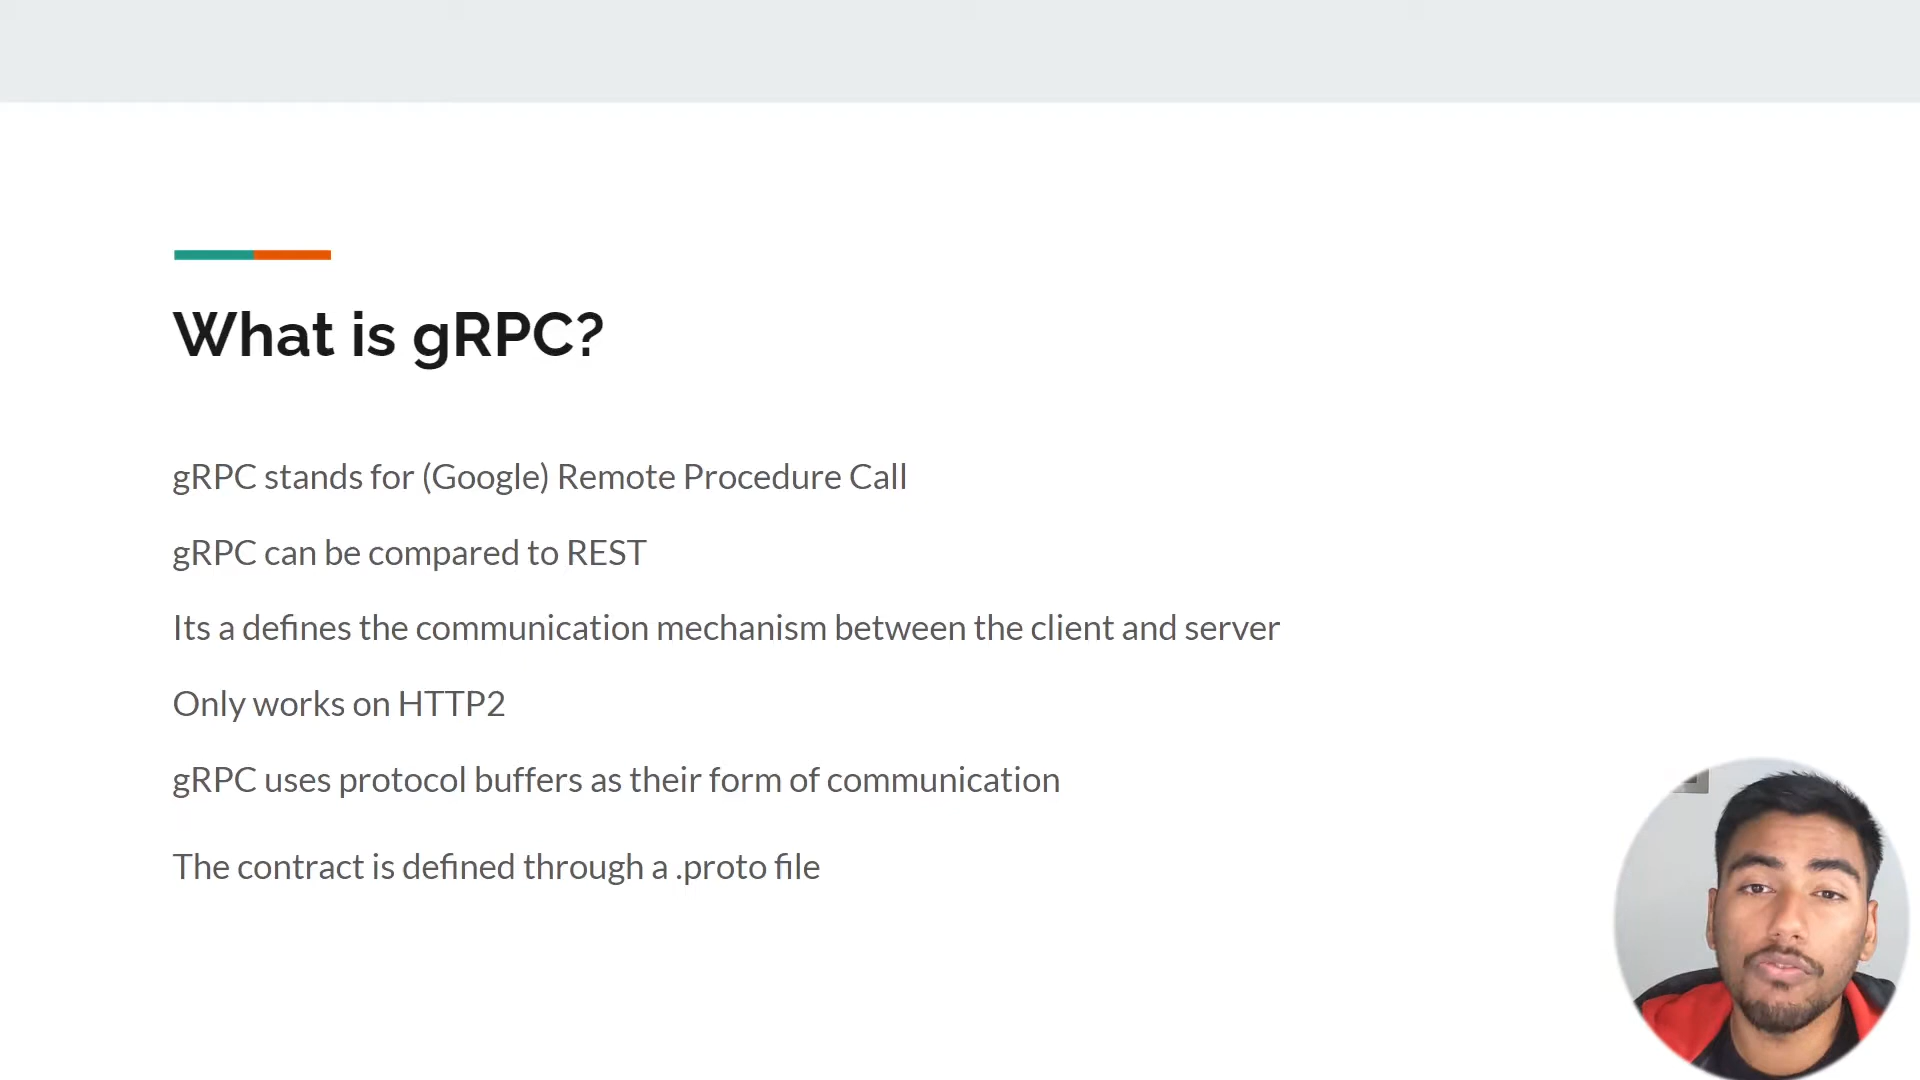 What is gRPC?
gRPC stands for (Google) Remote Procedure Call
gRPC can be compared to REST
Its a defines the communication mechanism between the client and server
Only works on HTTP2
gRPC uses protocol buffers as their form of communication
The contract is defined through a .proto file